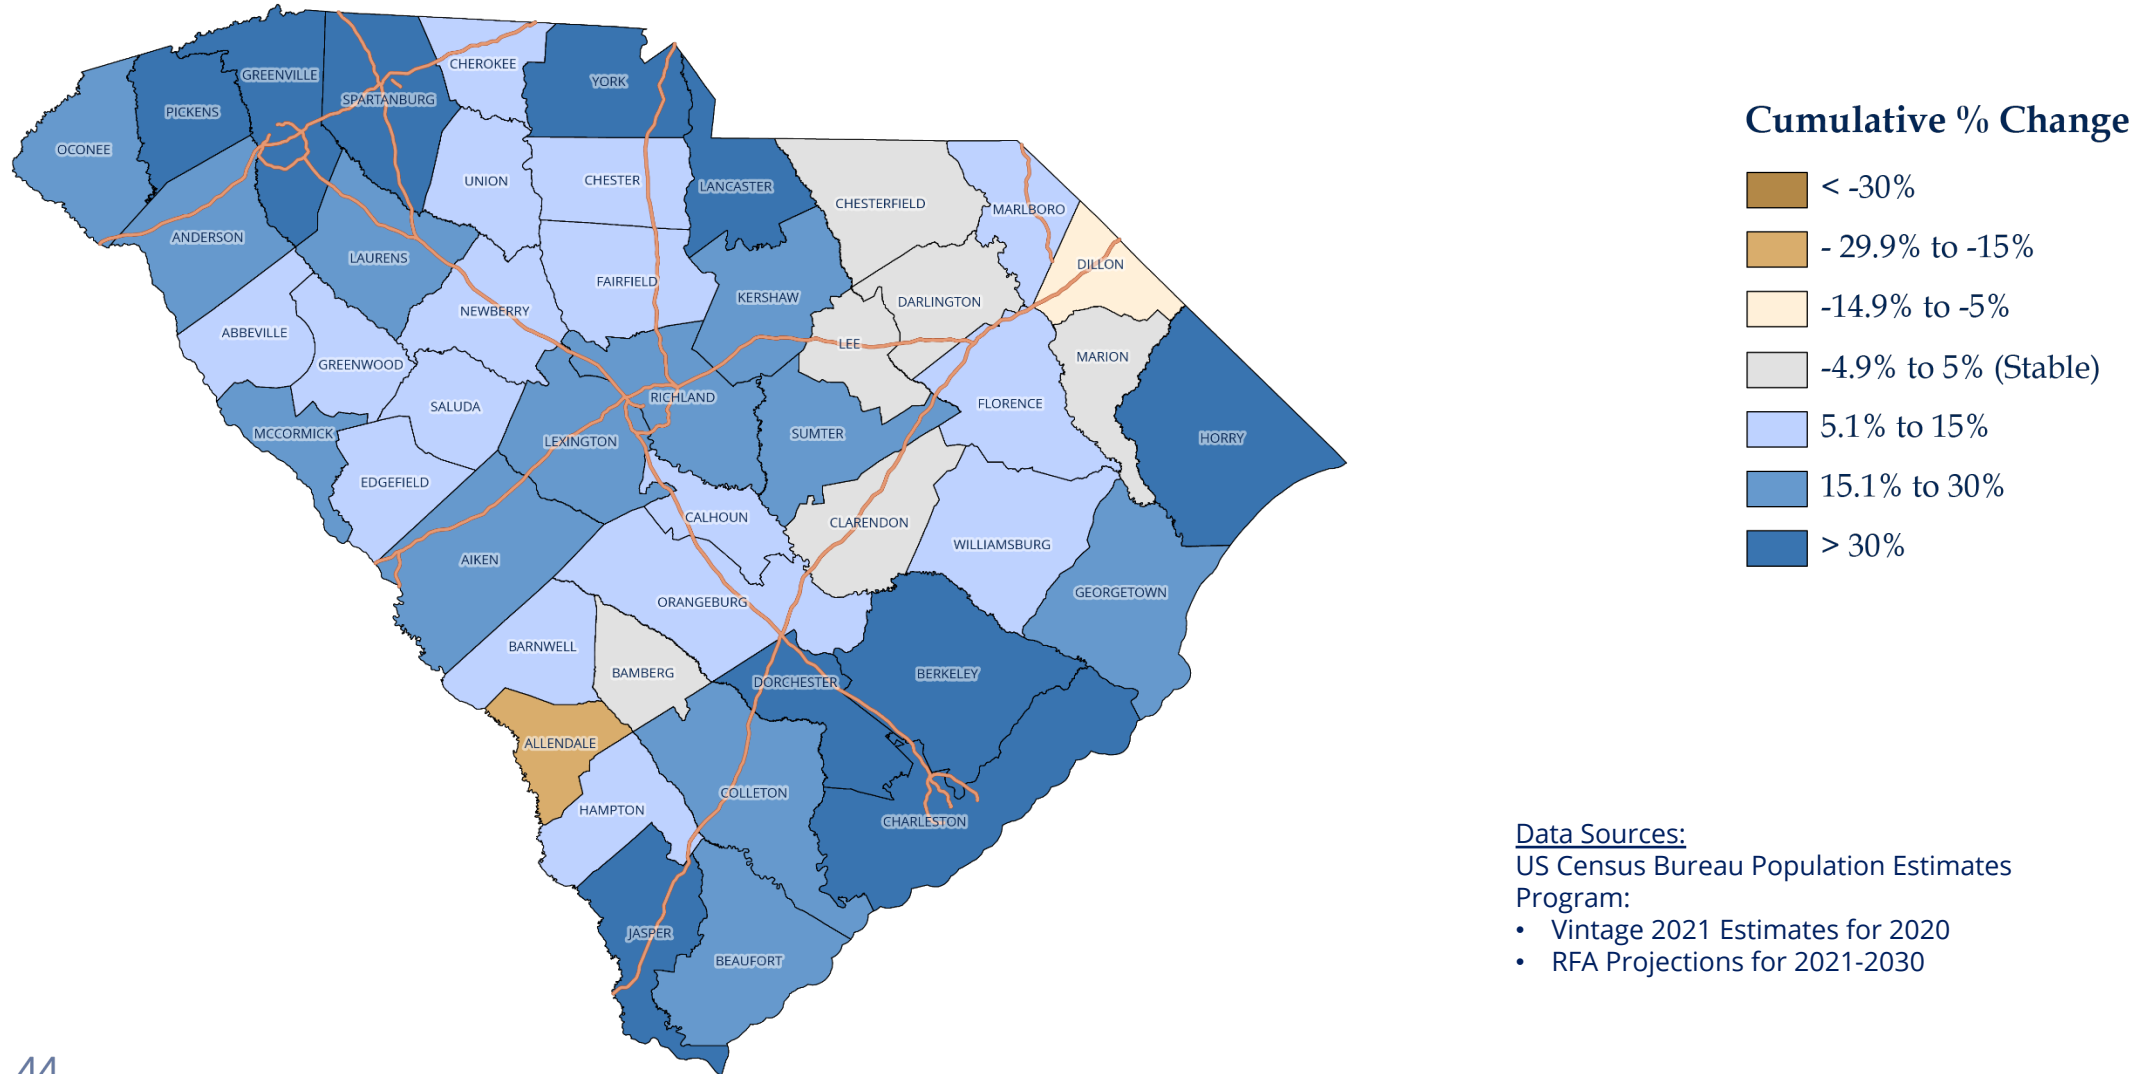 GREENVILLE
CHEROKEE
YORK
SPARTANBURG
PICKENS
OCONEE
UNION
CHESTER
LANCASTER
CHESTERFIELD
MARLBORO
ANDERSON
LAURENS
DILLON
FAIRFIELD
KERSHAW
DARLINGTON
NEWBERRY
ABBEVILLE
LEE
MARION
GREENWOOD
RICHLAND
SALUDA
FLORENCE
MCCORMICK
LEXINGTON
SUMTER
HORRY
EDGEFIELD
CALHOUN
CLARENDON
WILLIAMSBURG
AIKEN
GEORGETOWN
ORANGEBURG
BARNWELL
BAMBERG
BERKELEY
DORCHESTER
ALLENDALE
COLLETON
HAMPTON
CHARLESTON
JASPER
BEAUFORT
Cumulative % Change
< -30%
- 29.9% to -15%
-14.9% to -5%
-4.9% to 5% (Stable)
5.1% to 15%
15.1% to 30%
> 30%
Data Sources:
US Census Bureau Population Estimates
Program:
• Vintage 2021 Estimates for 2020
• RFA Projections for 2021-2030
44